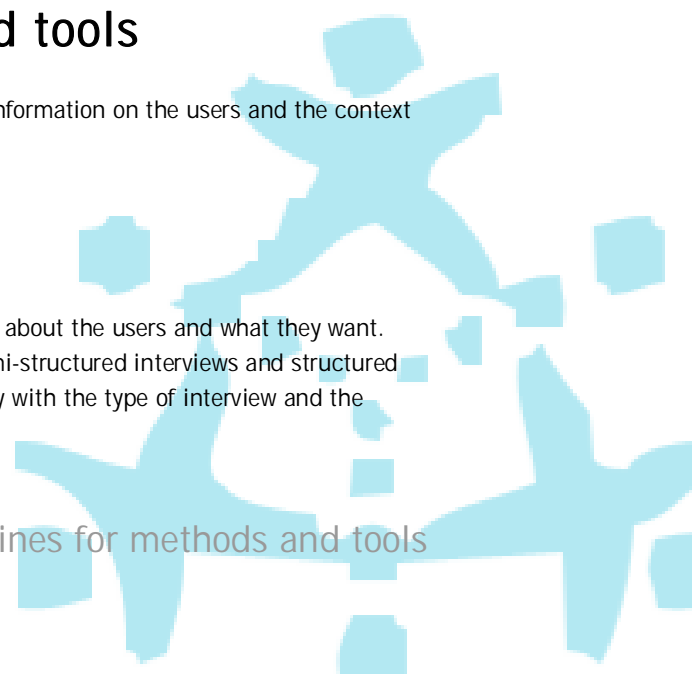 d tools
nformation on the users and the context
about the users and what they want.
ni-structured interviews and structured
y with the type of interview and the
ines for methods and tools